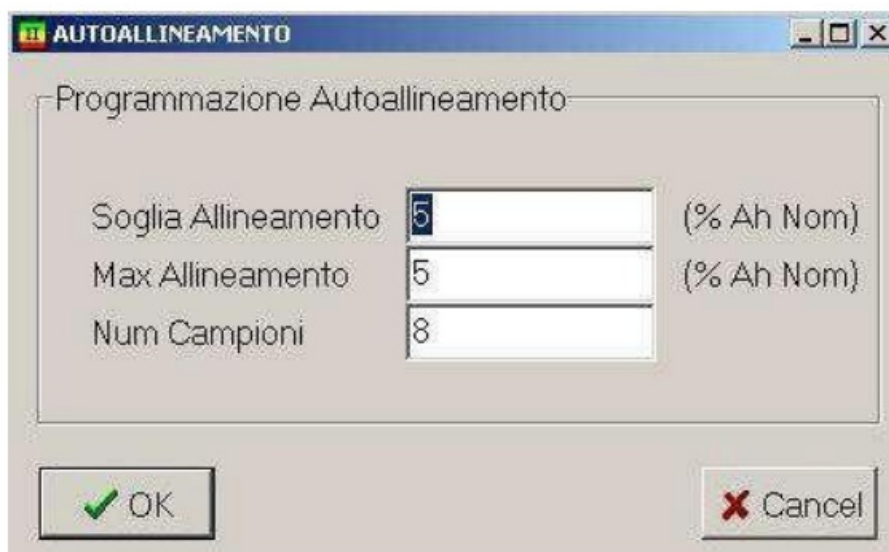 AUTOALLINEAMENTO
Programmazione Autoallineamento
Soglia Allineamento 5 (% Ah Nom)
Max Allineamento 5 (% Ah Nom)
Num Campioni 8
OK Cancel